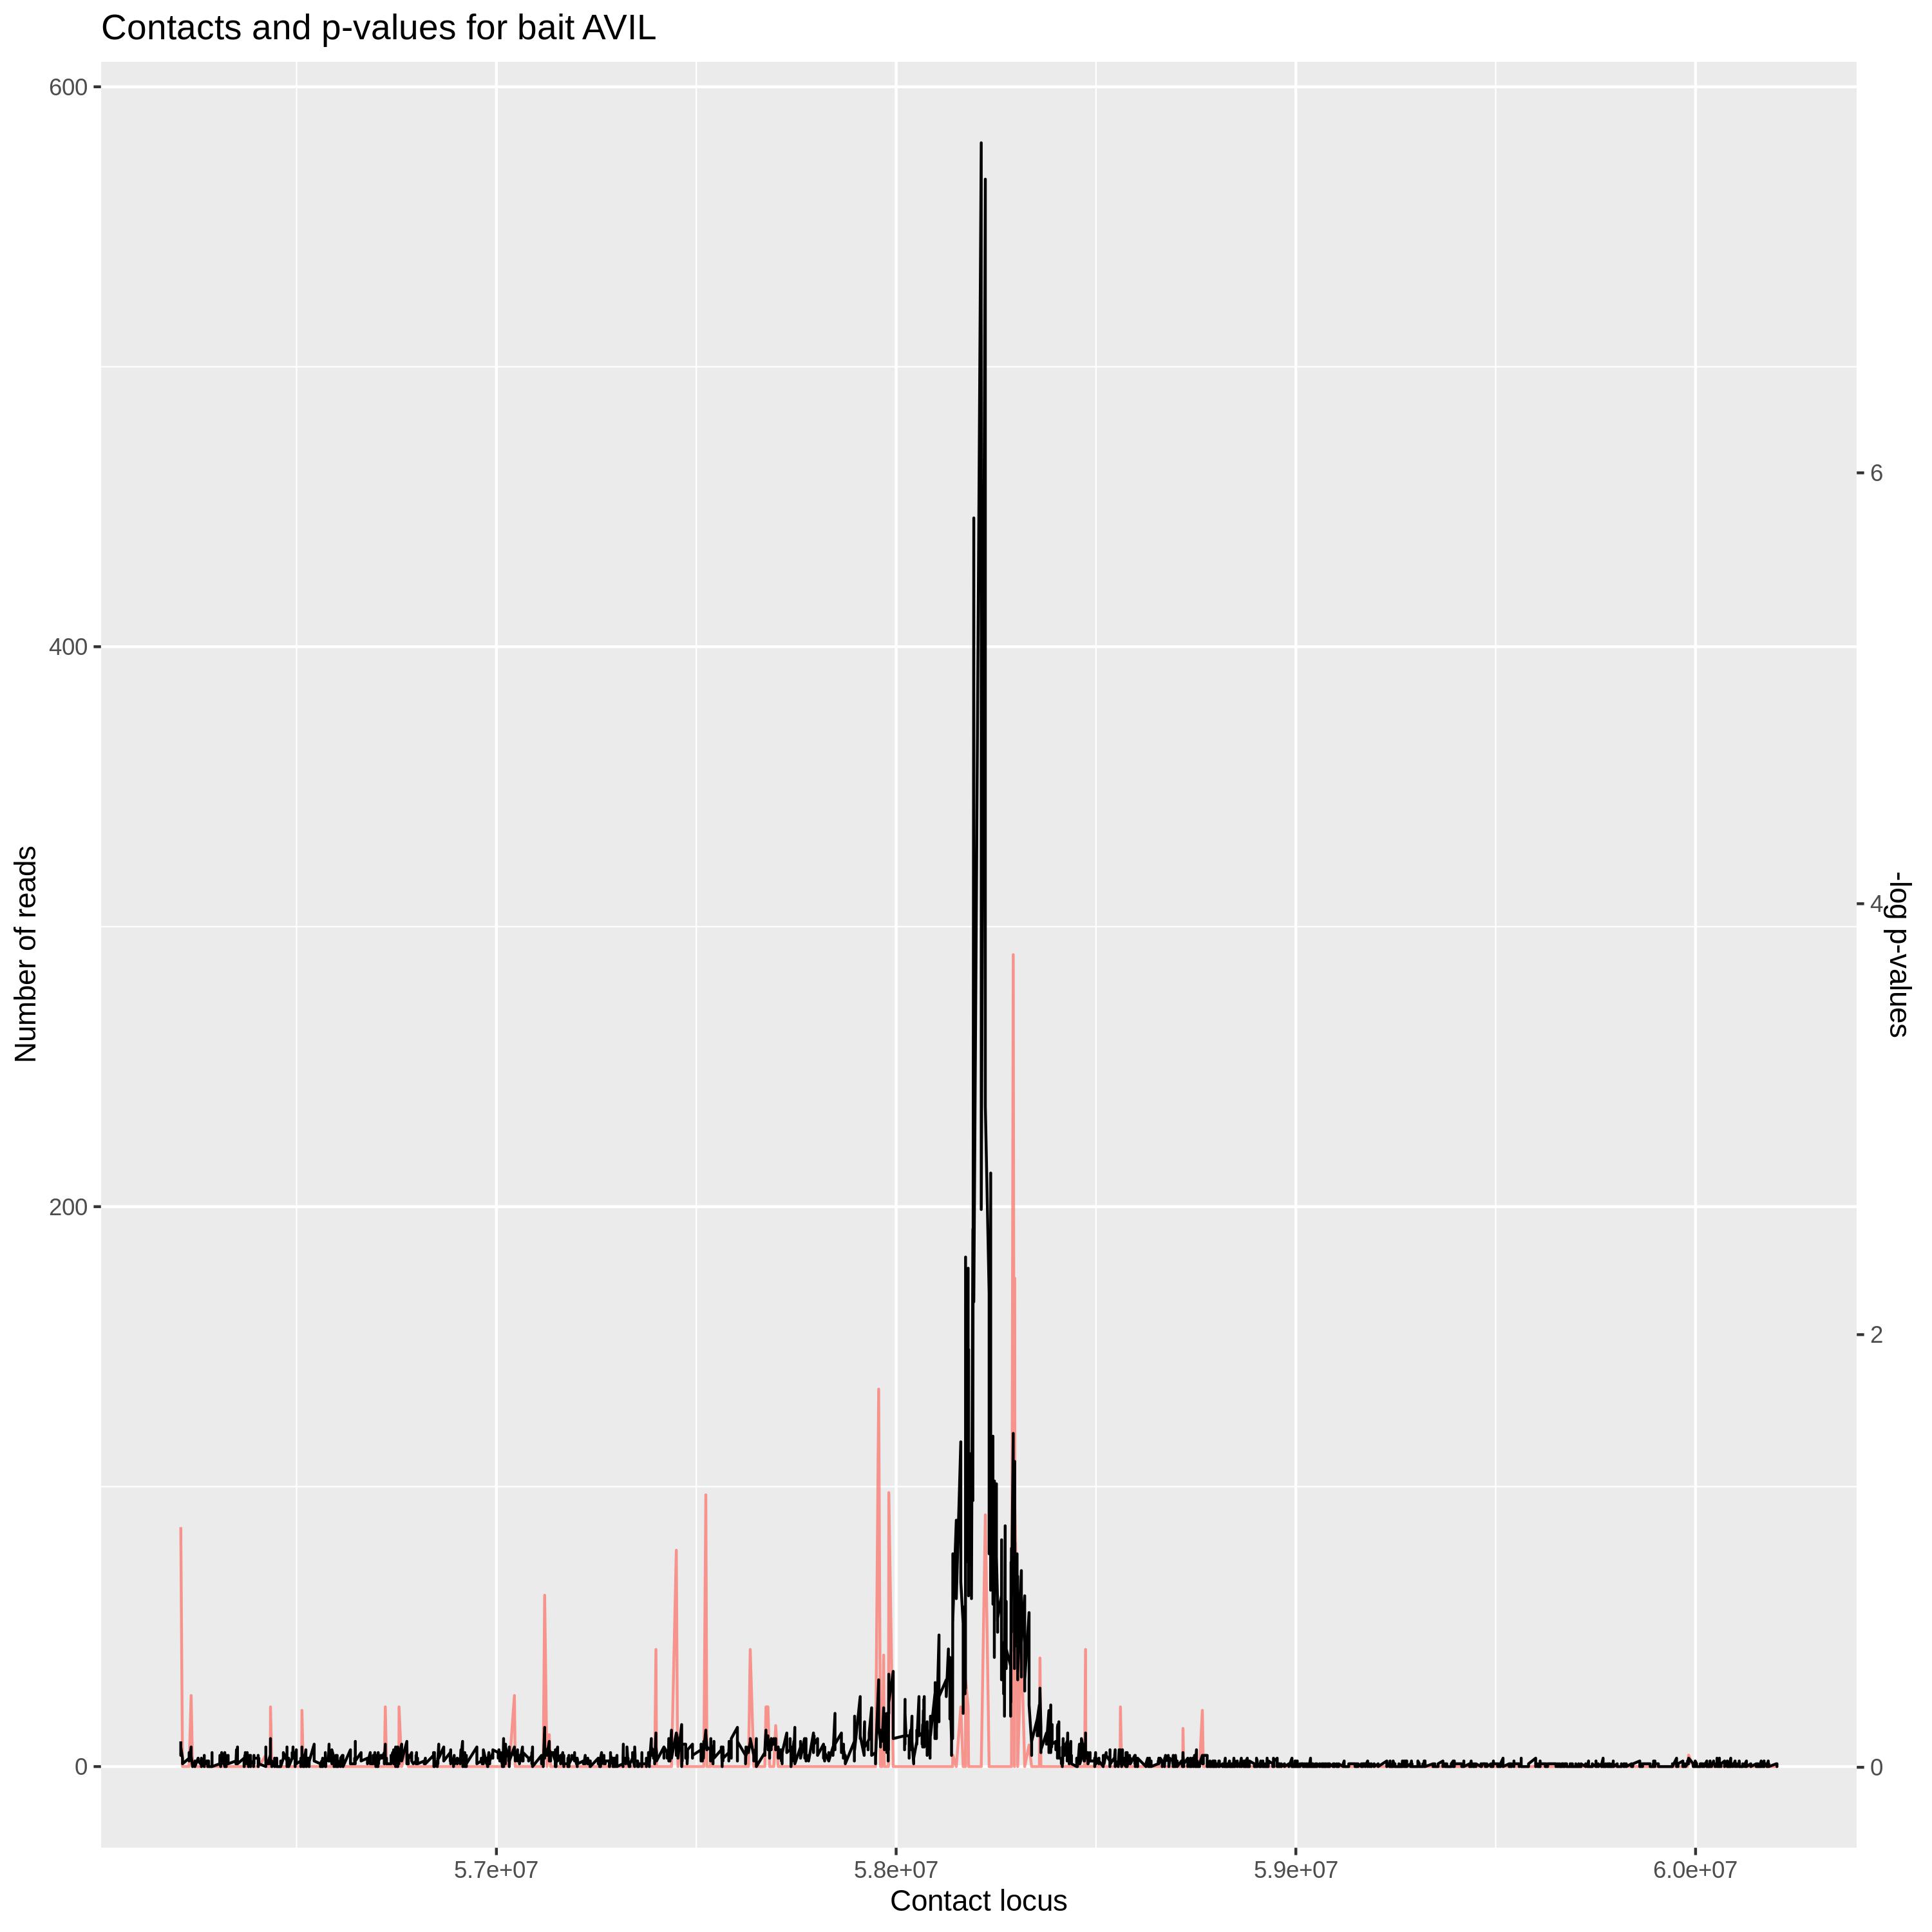 Contacts and p-values for bait AVIL
600
400
200
0
Number of reads
6
4
2
0
-log p-values
5.7e+07
5.8e+07
5.9e+07
6.0e+07
Contact locus